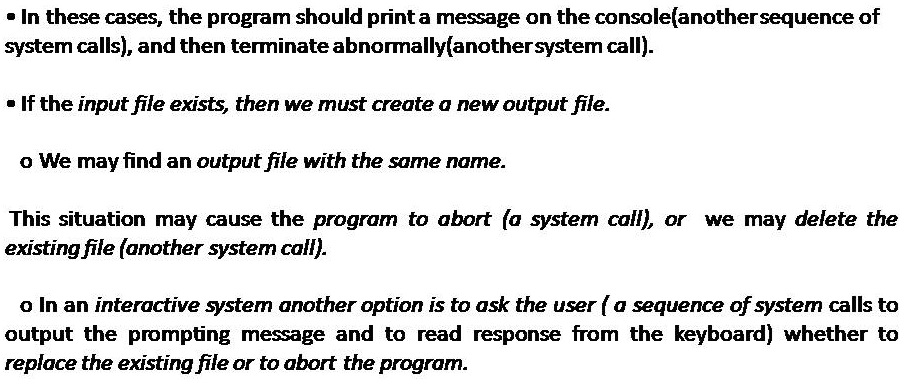 • In these cases, the program should print a message on the console(another sequence of
system calls), and then terminate abnormally(another system call).
• If the input file exists, then we must create a new output file.
o We may find an output file with the same name.
This situation may cause the program to abort (a system call), or we may delete the
existing file (another system call).
o In an interactive system another option is to ask the user ( a sequence of system calls to
output the prompting message and to read response from the keyboard) whether to
replace the existing file or to abort the program.